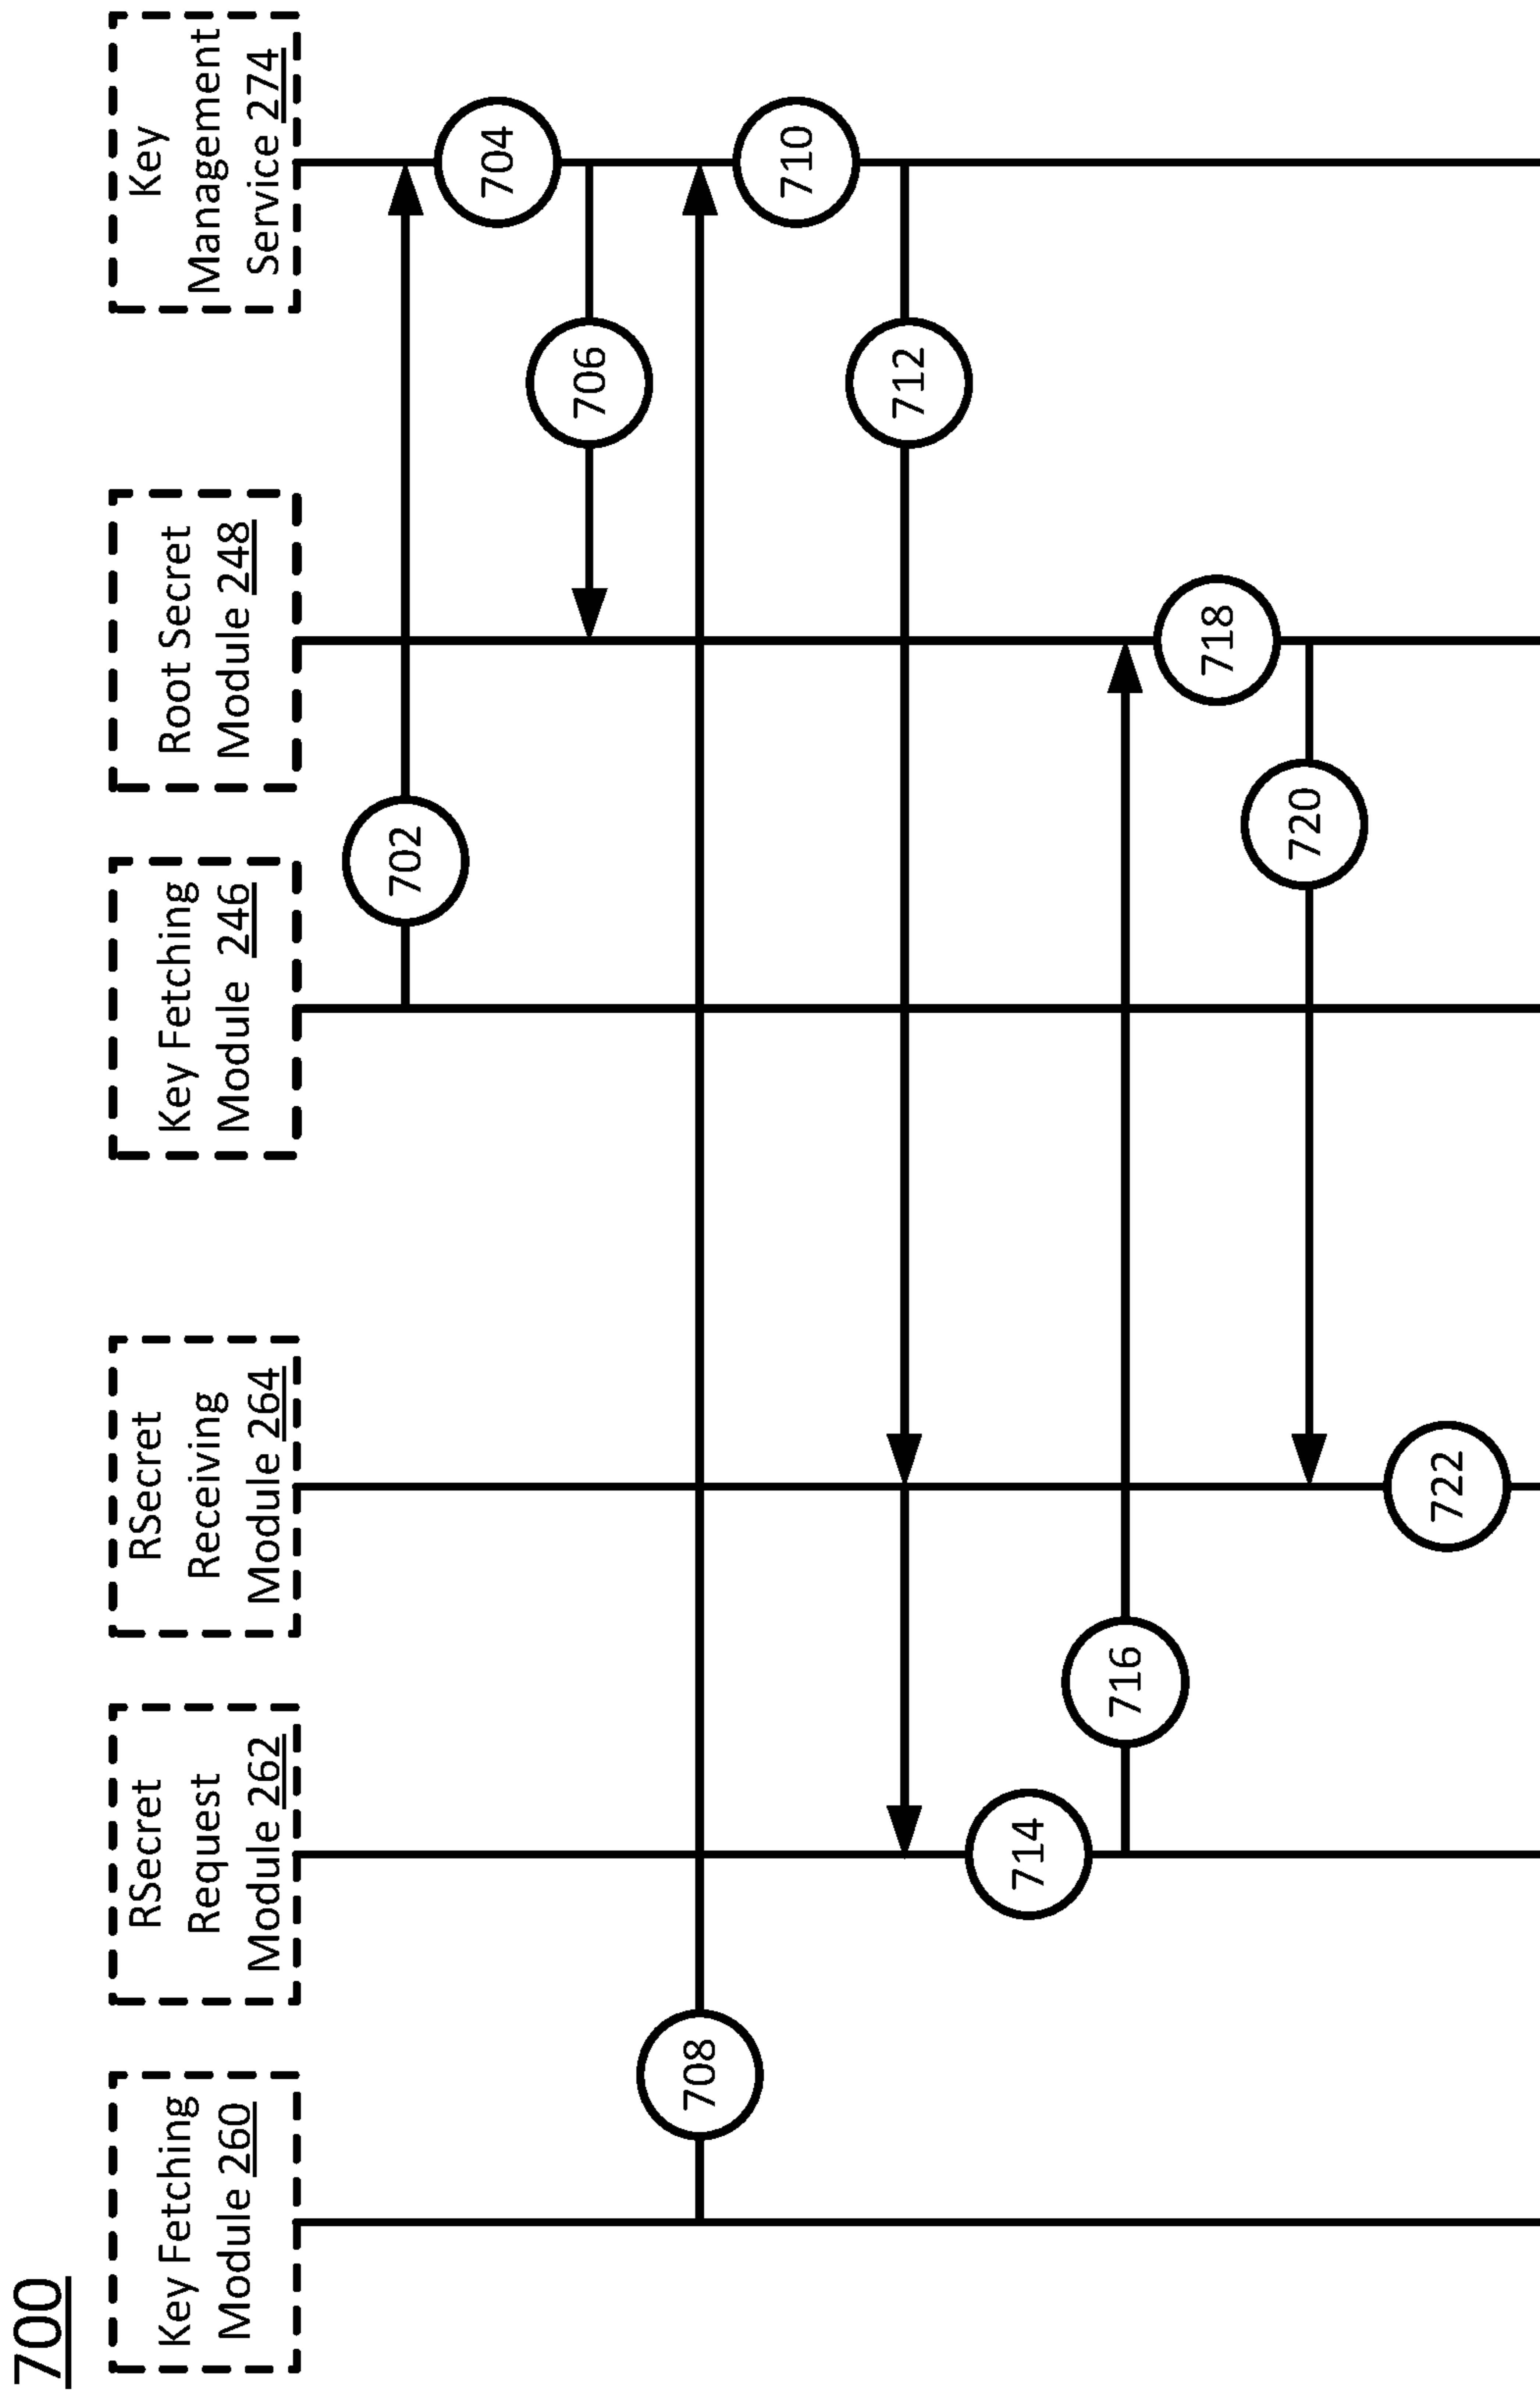 700
Key Fetching
Module 260
RSecret
Request
Module 262
RSecret
Receiving
Module 264
Key Fetching
Module 246
Root Secret
Module 248
Key
Management
Service 274
702
704
706
708
710
712
714
716
718
720
722